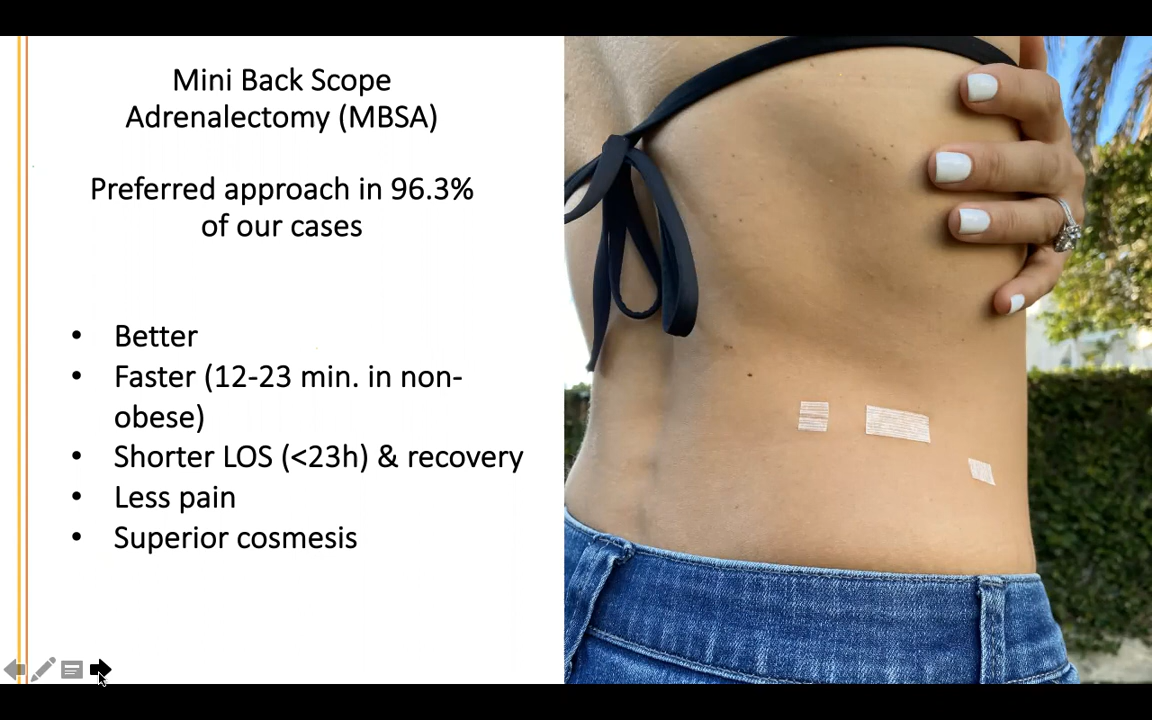 Mini Back Scope
Adrenalectomy (MBSA)
Preferred approach in 96.3%
of our cases
• Better
• Faster (12-23 min. in non-
obese)
• Shorter LOS (<23h) & recovery
• Less pain
• Superior cosmesis